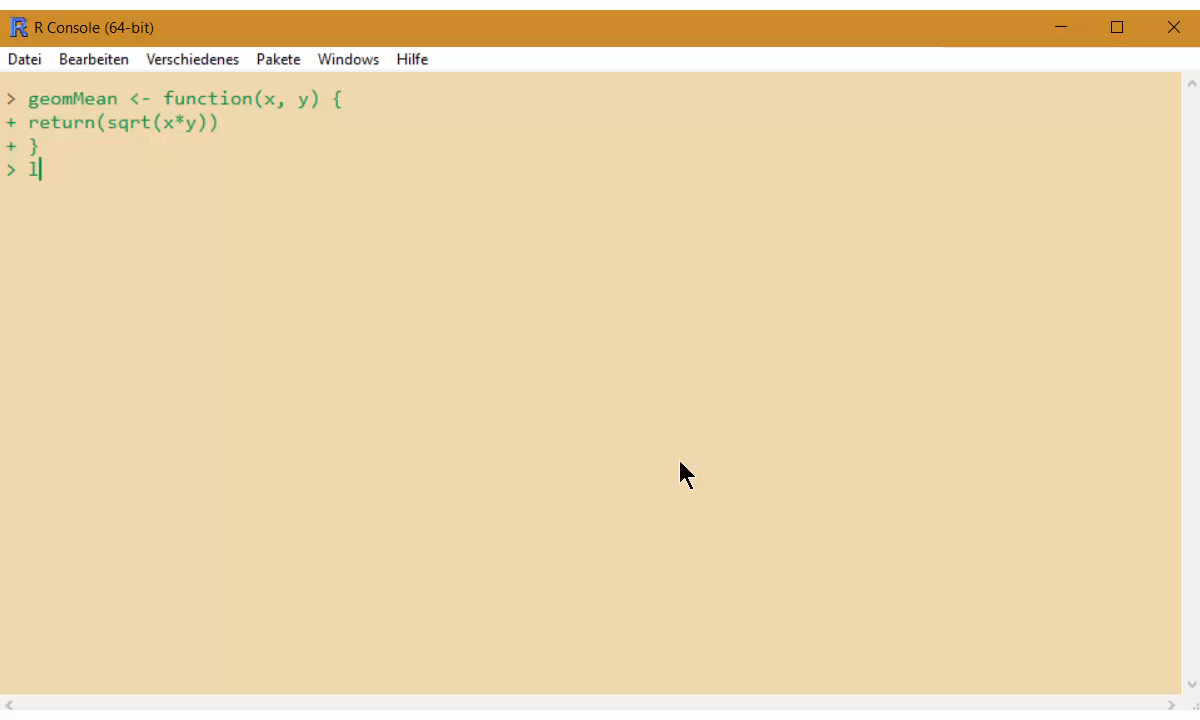 R Console (64-bit)
Datei Bearbeiten Verschiedenes Pakete Windows Hilfe
> geomMean <- function(x, y) {
+ return(sqrt(x*y))
+ }
> l